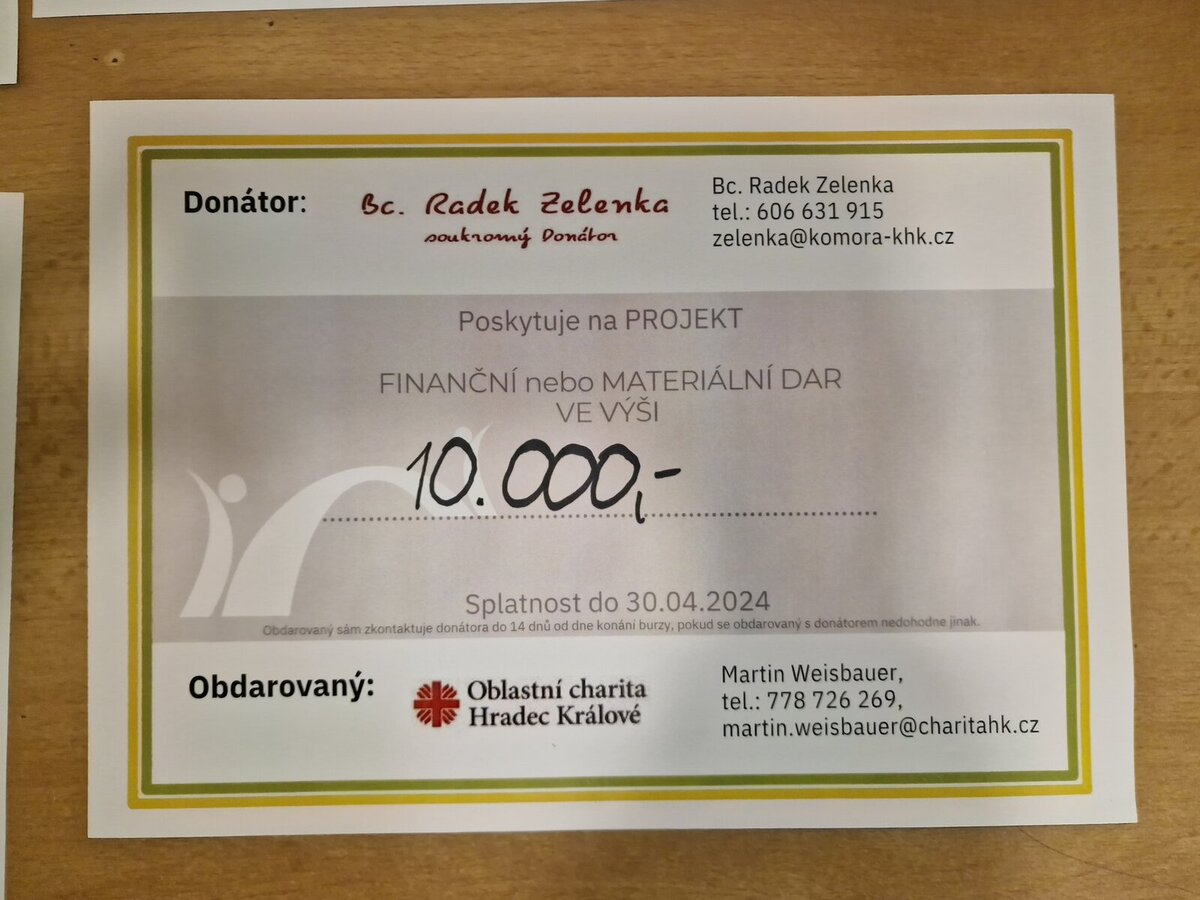 Donátor:
Bc. Radek Zelenka
soukromý Donátor
Bc. Radek Zelenka
tel.: 606 631 915
zelenka@komora-khk.cz
Poskytuje na PROJEKT
FINANČNÍ nebo MATERIÁLNÍ DAR
VE VÝŠI
10.000,-
Splatnost do 30.04.2024
Obdarovaný sám zkontaktuje donátora do 14 dnů od dne konání burzy, pokud se obdarovaný s donátorem nedohodne jinak.
Obdarovaný:
Oblastní charita
Hradec Králové
Martin Weisbauer,
tel.: 778 726 269,
martin.weisbauer@charitahk.cz